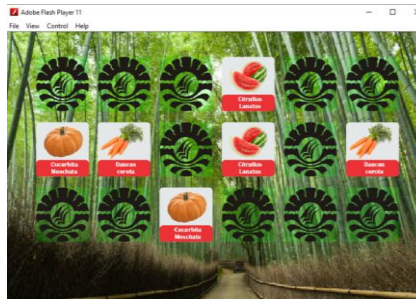 Adobe Flash Player 11
File View Control Help
Citrullus
Lanatus
Cucurbita
Moschata
Daucus
carota
Citrullus
Lanatus
Daucus
carota
Cucurbita
Moschata